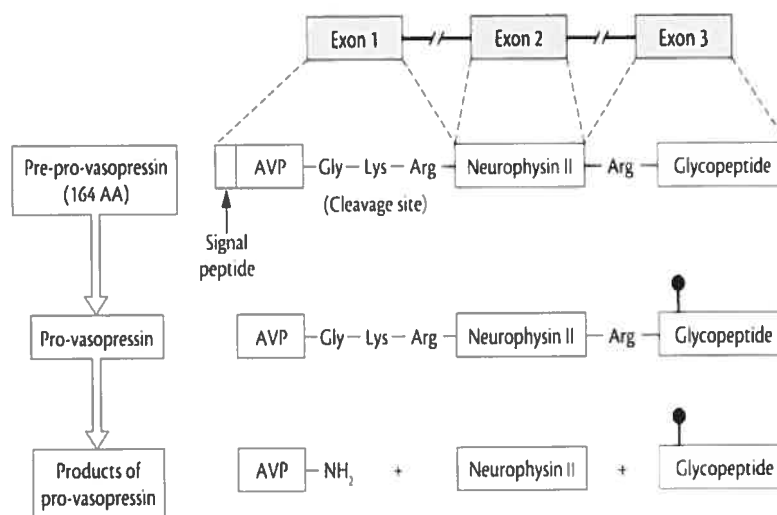 Exon 1 Exon 2 Exon 3
Pre-pro-vasopressin
(164 AA)
AVP Gly Lys Arg Neurophysin II Arg Glycopeptide
(Cleavage site)
Signal
peptide
Pro-vasopressin
AVP Gly Lys Arg Neurophysin II Arg Glycopeptide
Products of
pro-vasopressin
AVP NH2 + Neurophysin II + Glycopeptide